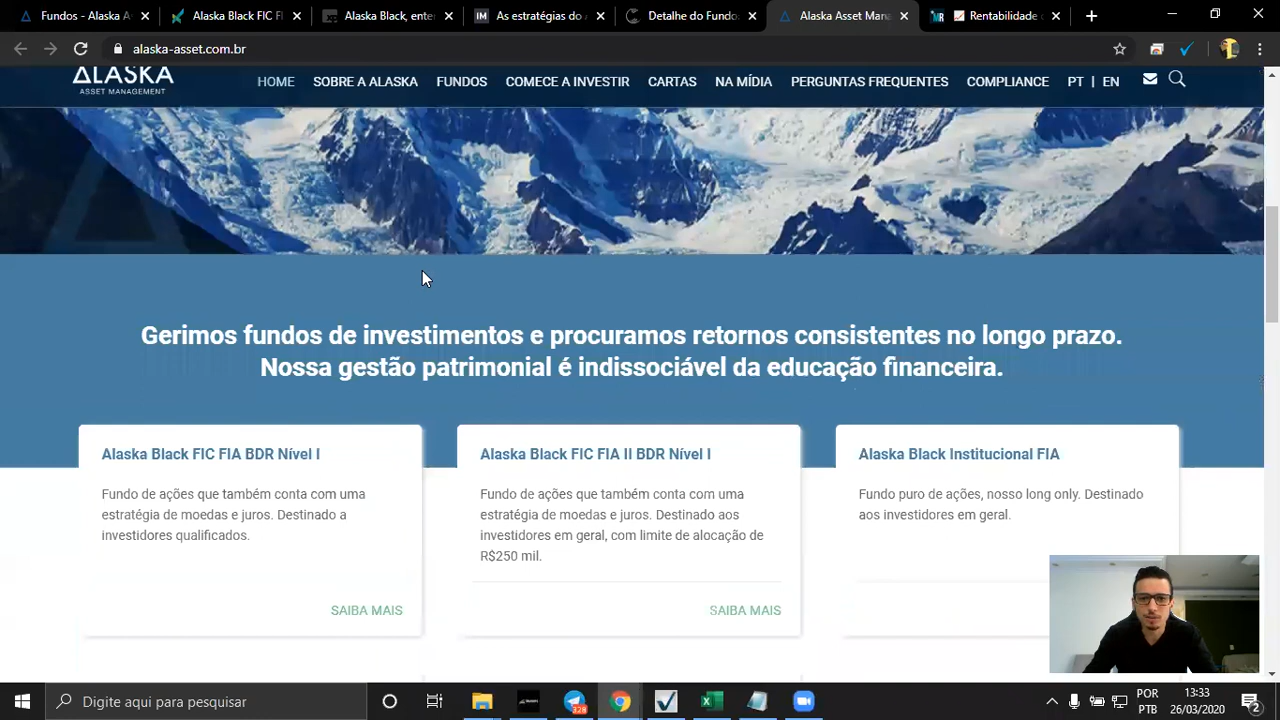 Fundos - Alaska A
Alaska Black FIC FI
Alaska Black, enter
As estratégias do
Detalhe do Fundo
Alaska Asset Mana
Rentabilidade
alaska-asset.com.br
ALASKA
ASSET MANAGEMENT
HOME SOBRE A ALASKA FUNDOS COMECE A INVESTIR CARTAS NA MÍDIA PERGUNTAS FREQUENTES COMPLIANCE PT | EN
Gerimos fundos de investimentos e procuramos retornos consistentes no longo prazo.
Nossa gestão patrimonial é indissociável da educação financeira.
Alaska Black FIC FIA BDR Nível I
Fundo de ações que também conta com uma
estratégia de moedas e juros. Destinado a
investidores qualificados.
SAIBA MAIS
Alaska Black FIC FIA II BDR Nível I
Fundo de ações que também conta com uma
estratégia de moedas e juros. Destinado aos
investidores em geral, com limite de alocação de
R$250 mil.
SAIBA MAIS
Alaska Black Institucional FIA
Fundo puro de ações, nosso long only. Destinado
aos investidores em geral.
Digite aqui para pesquisar
328
POR
PTB
13:33
26/03/2020
2